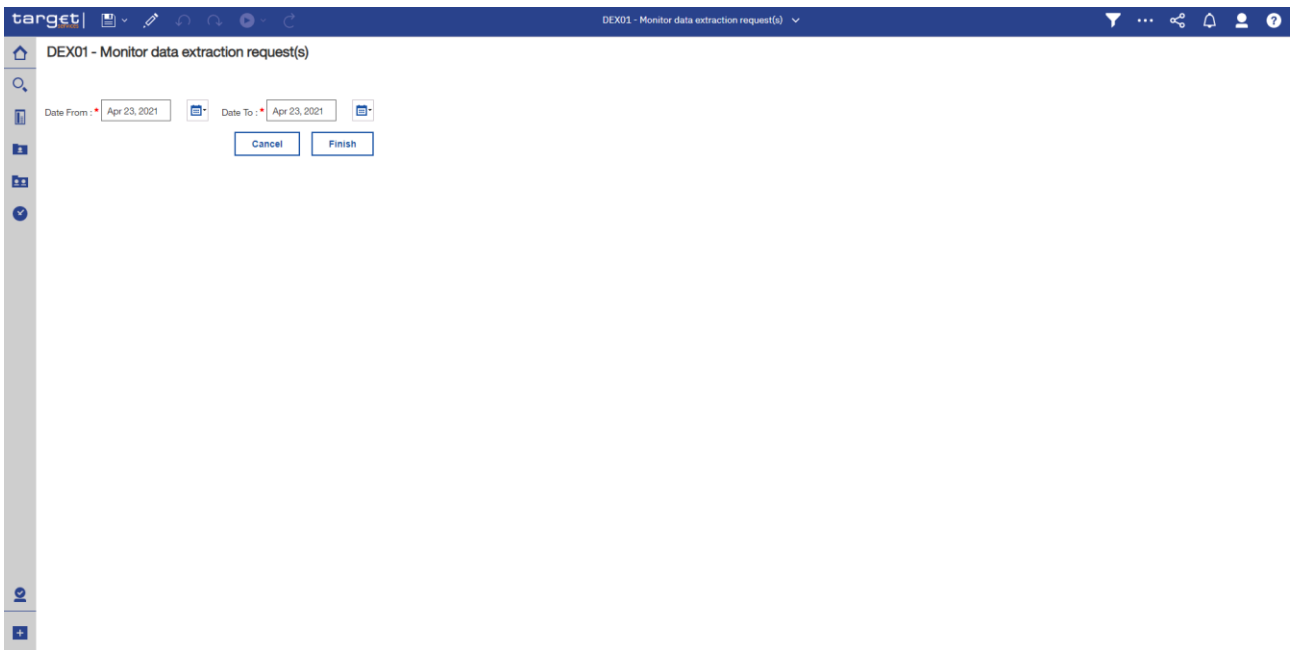 target| DEX01 - Monitor data extraction request(s)
SERVICES
DEX01 - Monitor data extraction request(s)
Date From : * Apr 23, 2021 Date To : * Apr 23, 2021
Cancel Finish